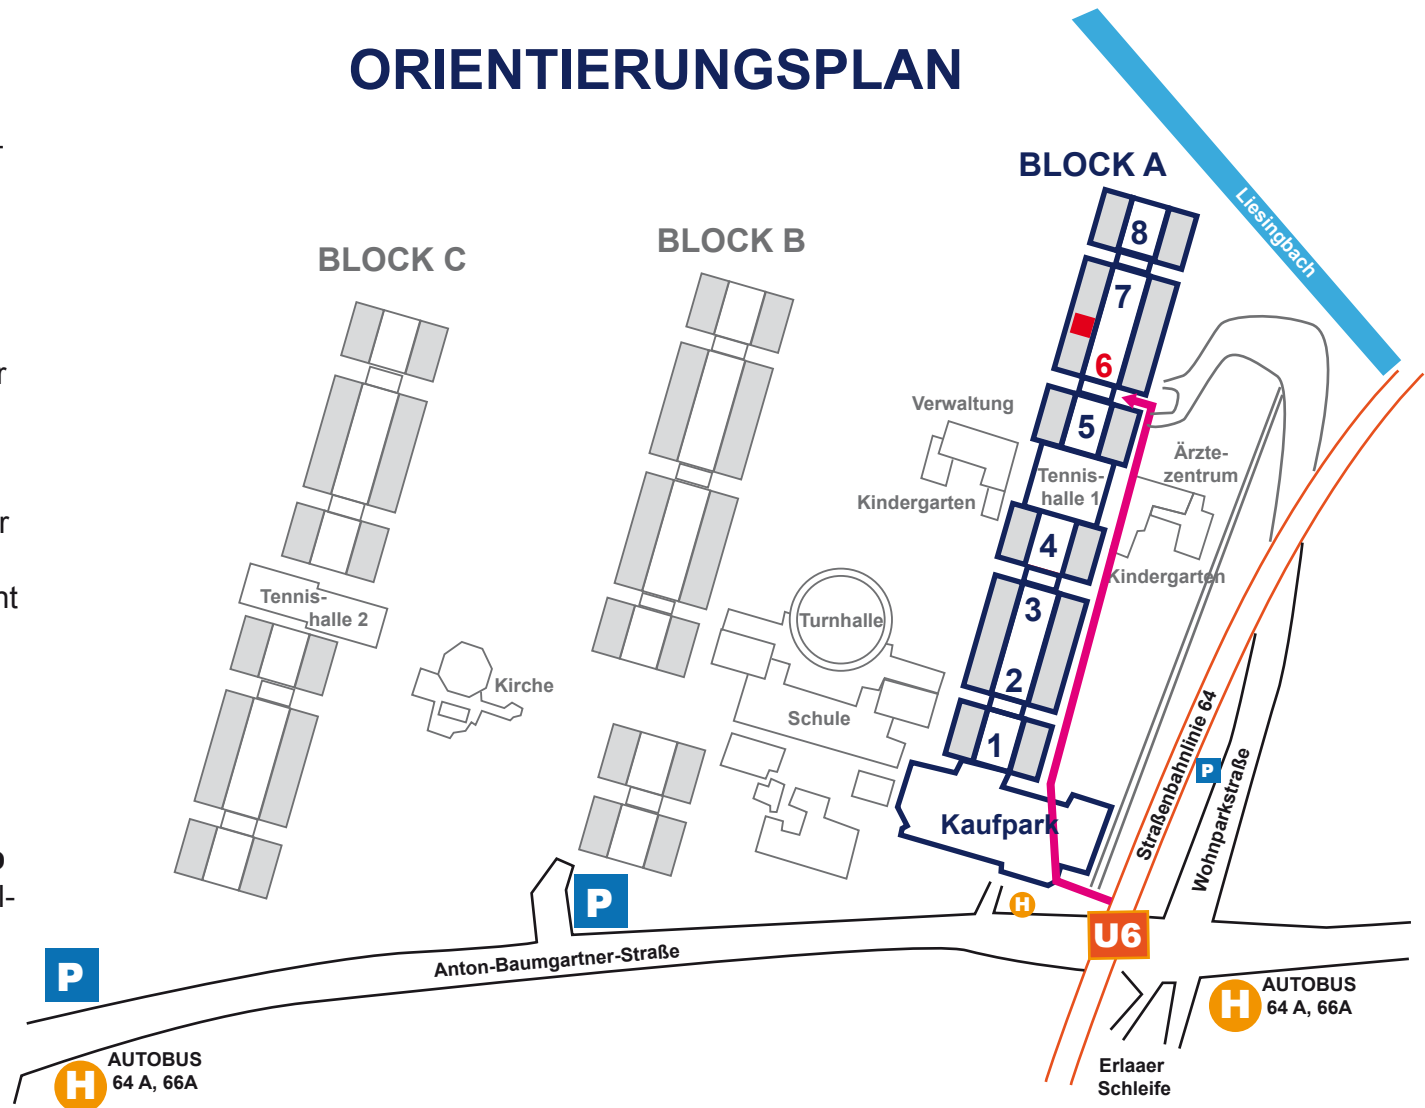 ORIENTIERUNGSPLAN
-
r
r
nt
l-
BLOCK A
BLOCK B
BLOCK C
Liesingbach
8
7
6
5
Verwaltung
Kindergarten
Tennis-
halle 1
Ärzte-
zentrum
4
Kindergarten
3
2
1
Tennis-
halle 2
Turnhalle
Kirche
Schule
Kaufpark
Straßenbahnlinie 64
P
Wohnparkstraße
P
H
U6
Anton-Baumgartner-Straße
P
H
AUTOBUS
64 A, 66A
H
AUTOBUS
64 A, 66A
Erlaaer
Schleife